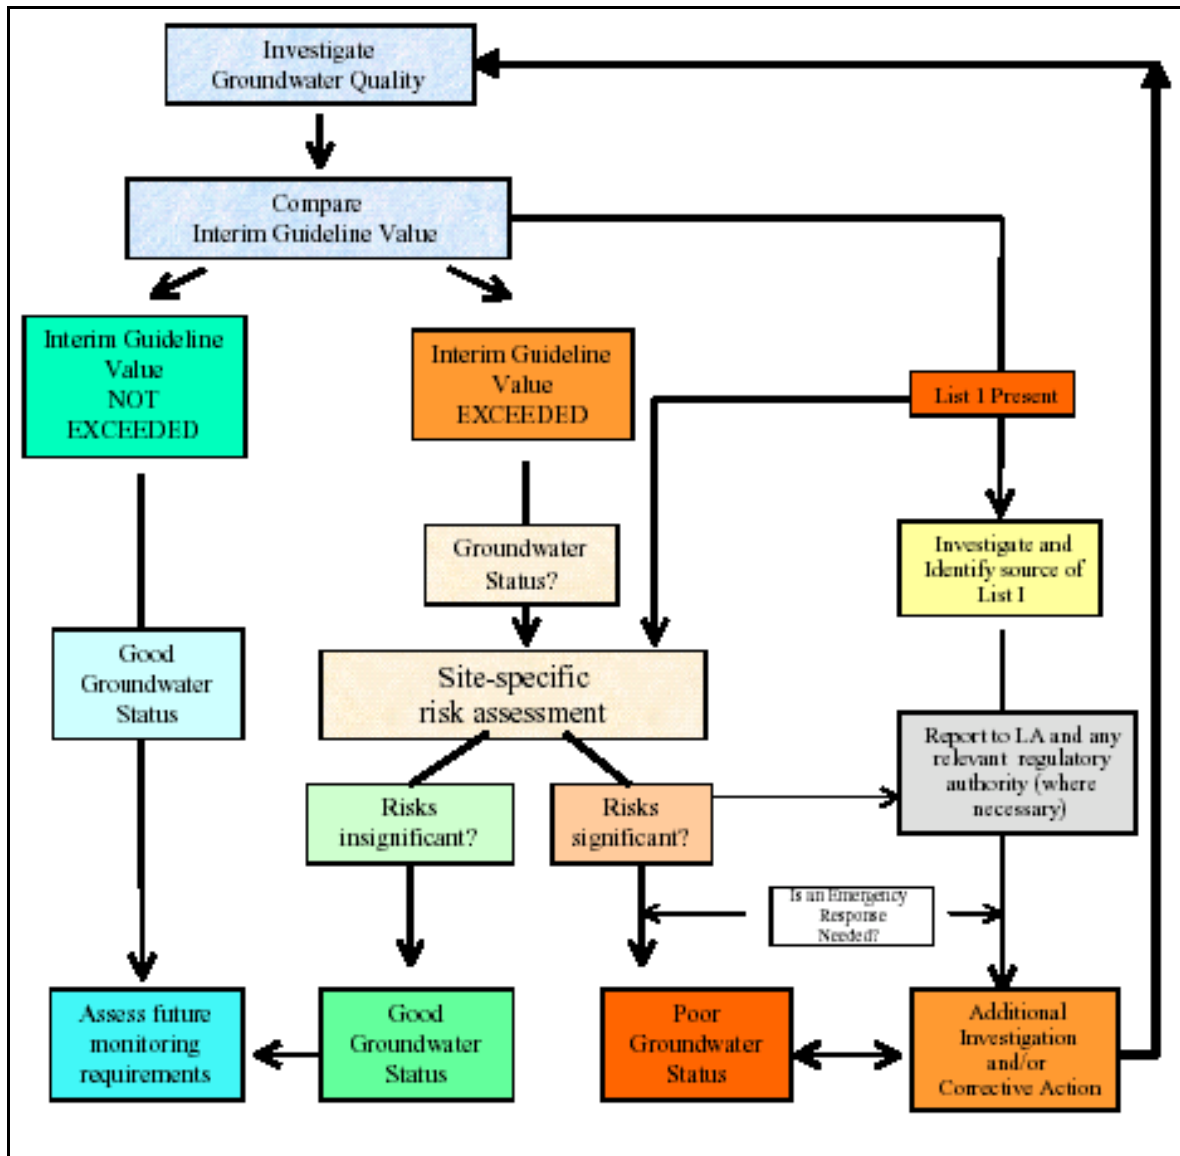 Investigate
Groundwater Quality
Compare
Interim Guideline Value
Interim Guideline
Value
NOT
EXCEEDED
Interim Guideline
Value
EXCEEDED
List 1 Present
Groundwater
Status?
Investigate and
Identify source of
List I
Good
Groundwater
Status
Site-specific
risk assessment
Report to LA and any
relevant regulatory
authority (where
necessary)
Risks
insignificant?
Risks
significant?
Is an Emergency
Response
Needed?
Assess future
monitoring
requirements
Good
Groundwater
Status
Poor
Groundwater
Status
Additional
Investigation
and/or
Corrective Action